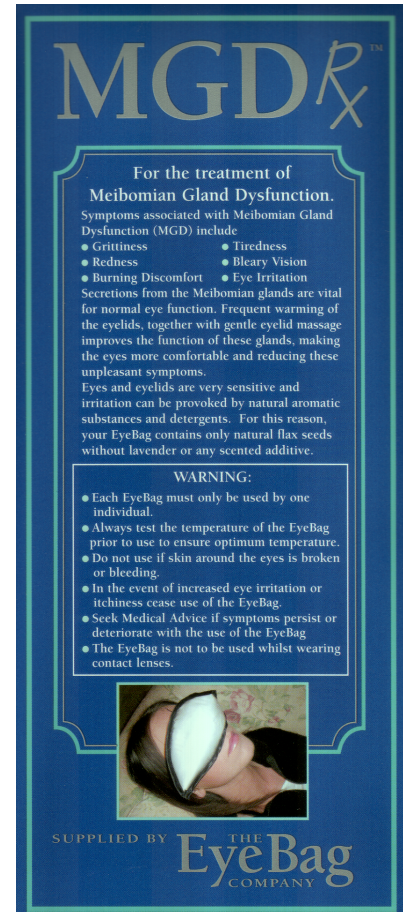 MGDRx™
For the treatment of
Meibomian Gland Dysfunction.
Symptoms associated with Meibomian Gland
Dysfunction (MGD) include
● Grittiness ● Tiredness
● Redness ● Bleary Vision
● Burning Discomfort ● Eye Irritation
Secretions from the Meibomian glands are vital
for normal eye function. Frequent warming of
the eyelids, together with gentle eyelid massage
improves the function of these glands, making
the eyes more comfortable and reducing these
unpleasant symptoms.
Eyes and eyelids are very sensitive and
irritation can be provoked by natural aromatic
substances and detergents. For this reason,
your EyeBag contains only natural flax seeds
without lavender or any scented additive.
WARNING:
● Each EyeBag must only be used by one
individual.
● Always test the temperature of the EyeBag
prior to use to ensure optimum temperature.
● Do not use if skin around the eyes is broken
or bleeding.
● In the event of increased eye irritation or
itchiness cease use of the EyeBag.
● Seek Medical Advice if symptoms persist or
deteriorate with the use of the EyeBag
● The EyeBag is not to be used whilst wearing
contact lenses.
SUPPLIED BY THE
EyeBag
COMPANY